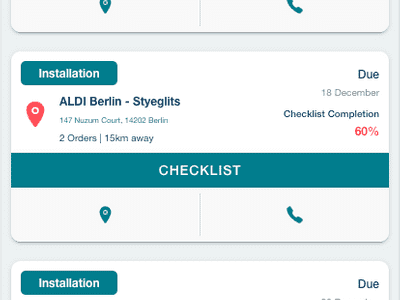 Installation
Due
18 December
ALDI Berlin - Styeglits
147 Nuzum Court, 14202 Berlin
2 Orders | 15km away
Checklist Completion
60%
CHECKLIST
Installation
Due